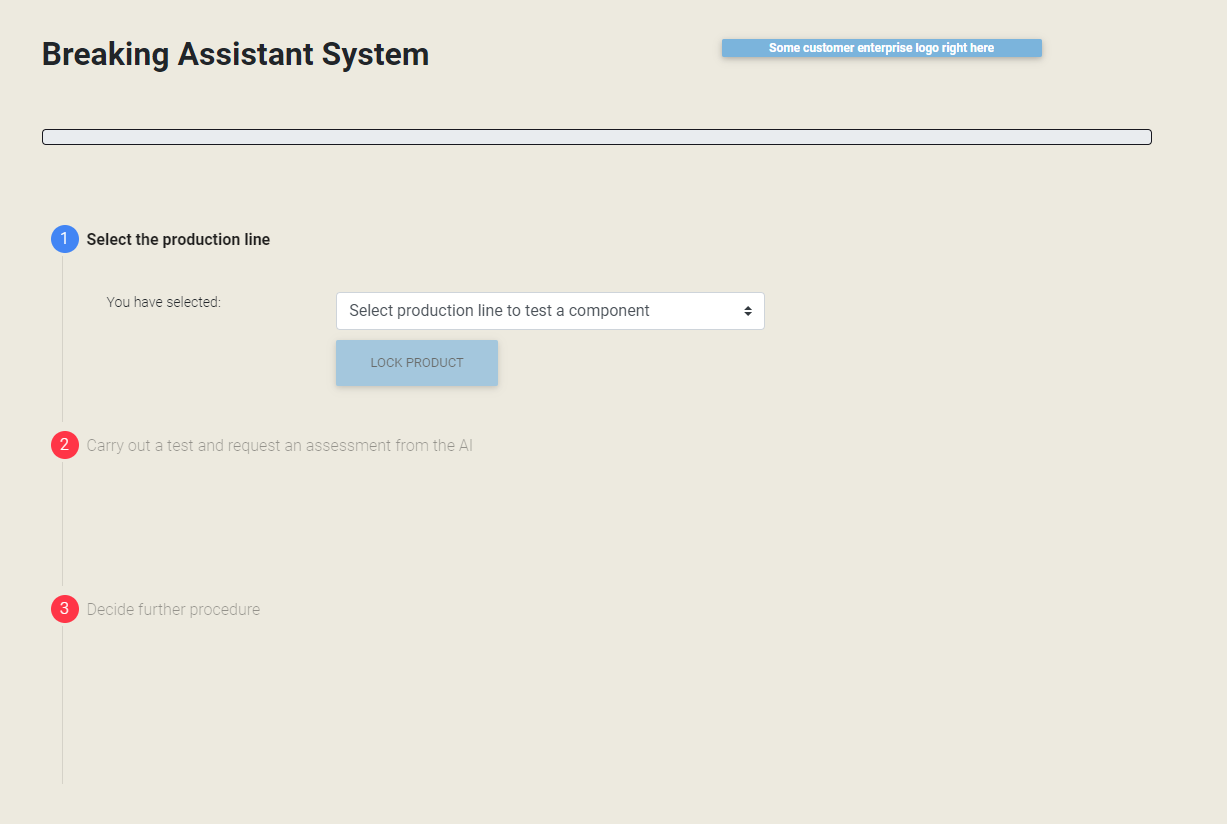 Breaking Assistant System
Some customer enterprise logo right here
1 Select the production line
You have selected:
Select production line to test a component
LOCK PRODUCT
2 Carry out a test and request an assessment from the AI
3 Decide further procedure